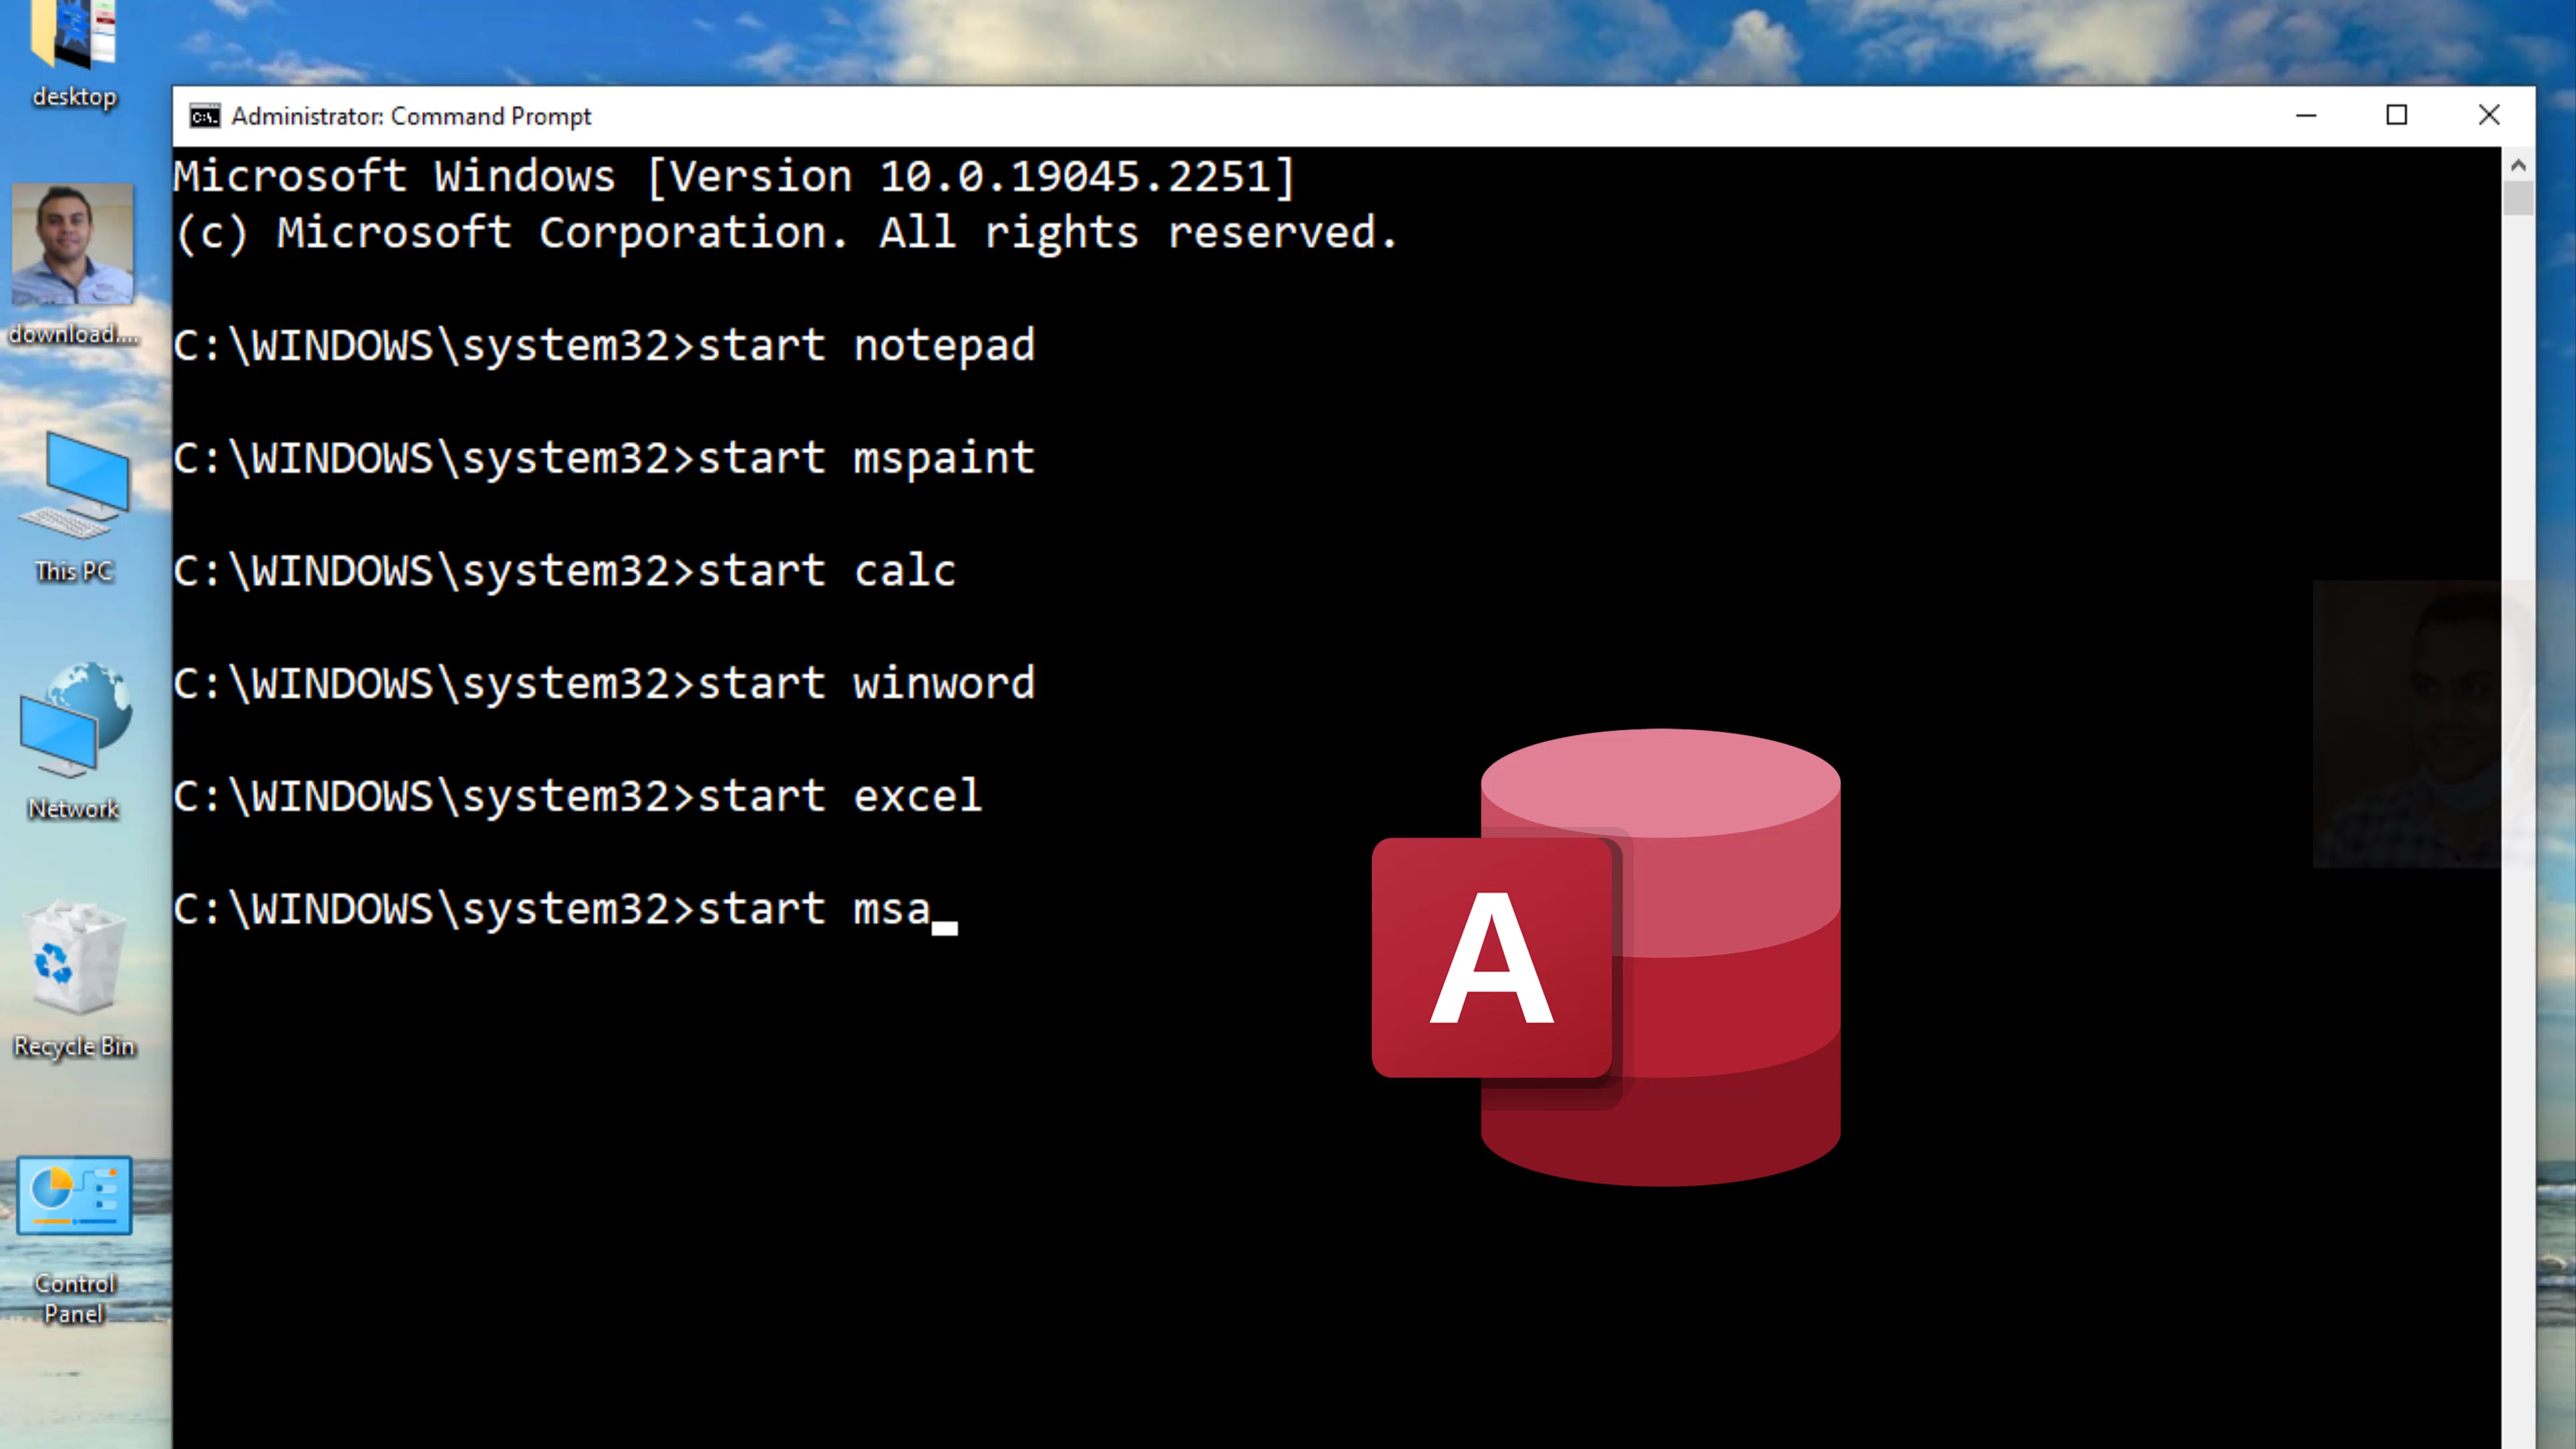 desktop
download....
This PC
Network
Recycle Bin
Control
Panel
C:\.
Administrator: Command Prompt
Microsoft Windows [Version 10.0.19045.2251]
(c) Microsoft Corporation. All rights reserved.
C:\WINDOWS\system32>start notepad
C:\WINDOWS\system32>start mspaint
C:\WINDOWS\system32>start calc
C:\WINDOWS\system32>start winword
C:\WINDOWS\system32>start excel
C:\WINDOWS\system32>start msa
A